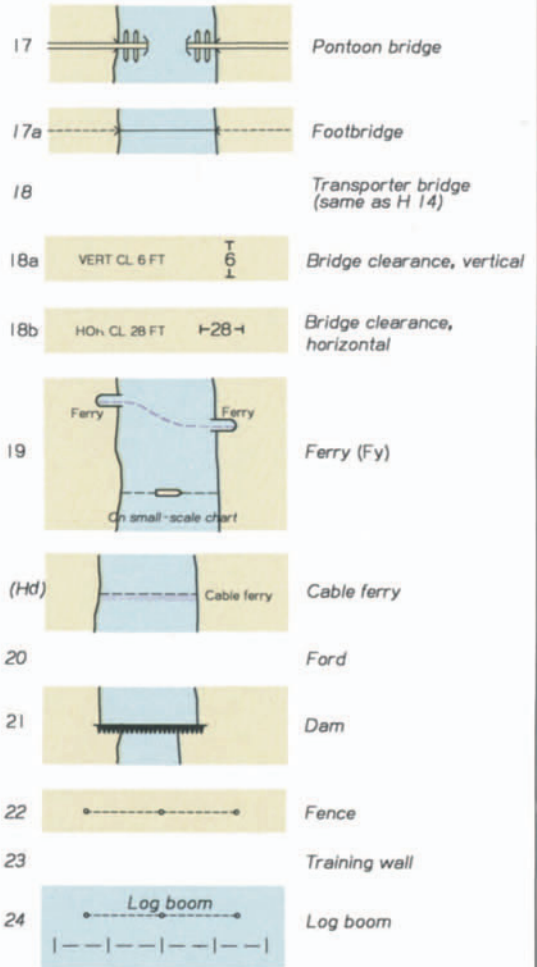 17 Pontoon bridge
17a Footbridge
18 Transporter bridge
(same as H 14)
18a VERT CL 6 FT 6 Bridge clearance, vertical
18b HOR CL 28 FT 28 Bridge clearance,
horizontal
Ferry Ferry
19 Ferry (Fy)
On small-scale chart
(Hd) Cable ferry Cable ferry
20 Ford
21 Dam
22 Fence
23 Training wall
Log boom
24 Log boom